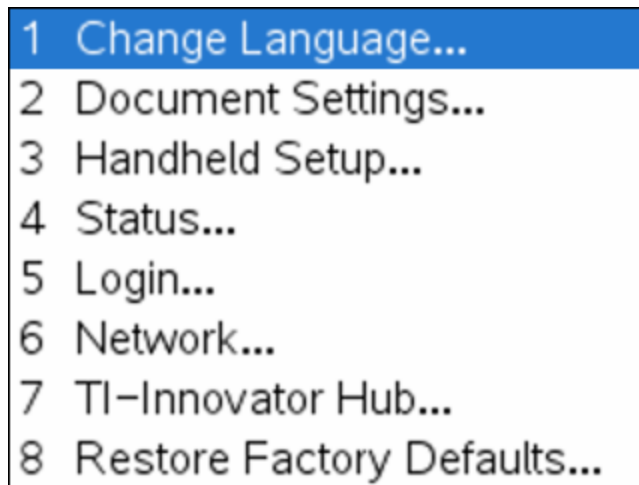 1 Change Language...
2 Document Settings...
3 Handheld Setup...
4 Status...
5 Login...
6 Network...
7 TI-Innovator Hub...
8 Restore Factory Defaults...